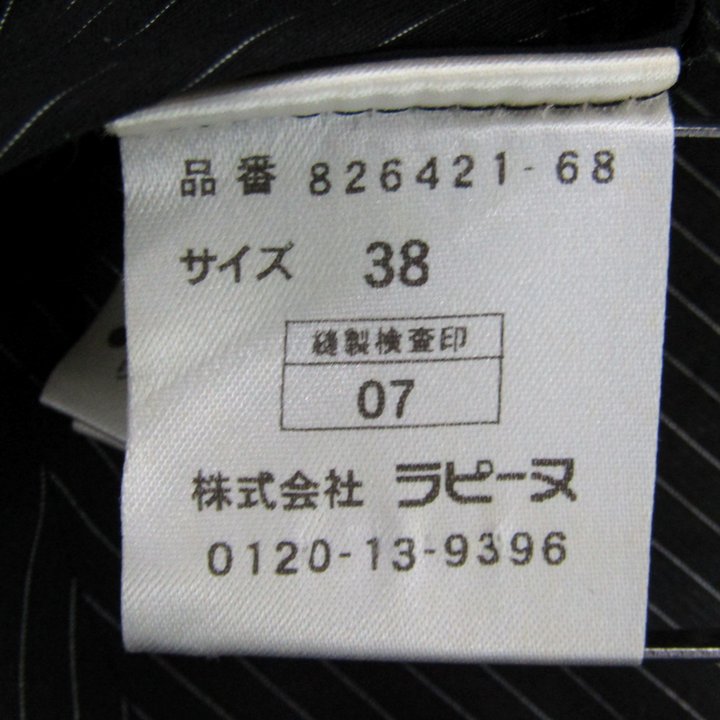 品番 826421-68
サイズ 38
縫製検査印
07
株式会社 ラピーヌ
0120-13-9396